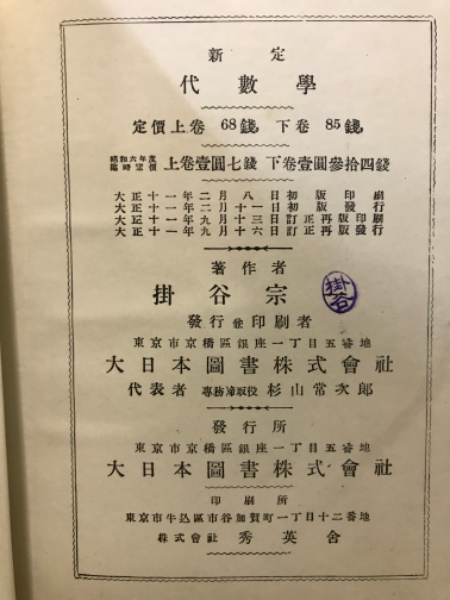 新定
代數學
定價上卷 68錢, 下卷 85錢,
昭和六年度臨時定價 上卷壹圓七錢 下卷壹圓參拾四錢
大正十一年二月八日初版印刷
大正十一年二月十一日初版發行
大正十一年九月十三日訂正再版印刷
大正十一年九月十六日訂正再版發行
著作者
掛谷宗一
掛谷
發行兼印刷者
東京市京橋區銀座一丁目五番地
大日本圖書株式會社
代表者 專務取締役 杉山常次郎
發行所
東京市京橋區銀座一丁目五番地
大日本圖書株式會社
印刷所
東京市牛込區市谷加賀町一丁目十二番地
株式會社 秀英舍